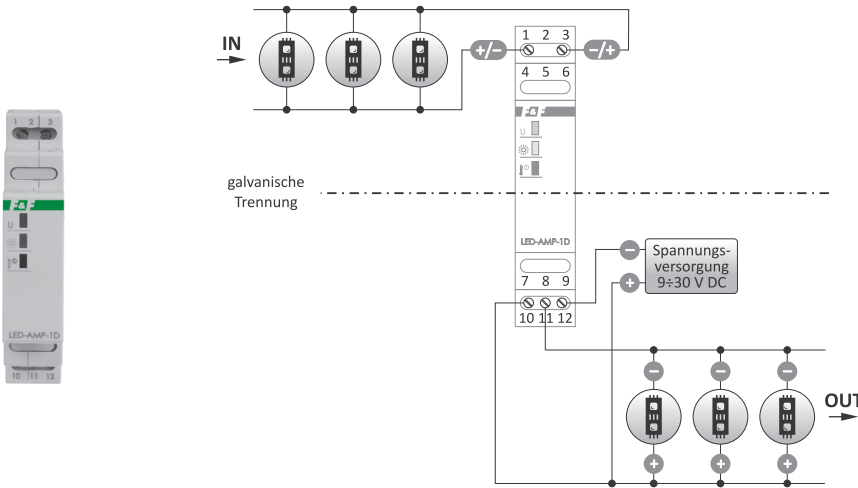 IN
+/−
−/+
1 2 3
4 5 6
F&F
U
LED-AMP-1D
7 8 9
10 11 12
galvanische
Trennung
−
Spannungs-
versorgung
+
9÷30 V DC
− − −
OUT
+ + +
1 2 3
F&F
U
LED-AMP-1D
10 11 12